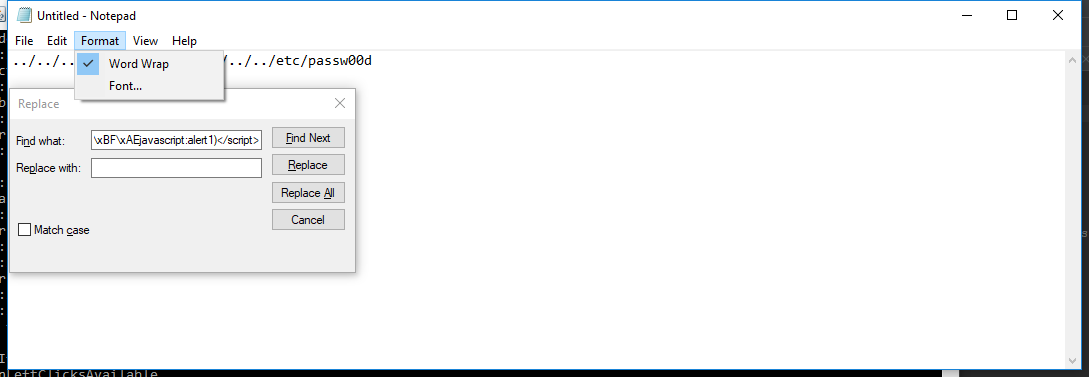 Untitled - Notepad
File Edit Format View Help
../../.. /../../etc/passw00d
Word Wrap
Font...
Replace
Find what: \xBF\xAEjavascript:alert1)</script>
Find Next
Replace with:
Replace
Replace All
Cancel
Match case
eftClicksAvailable